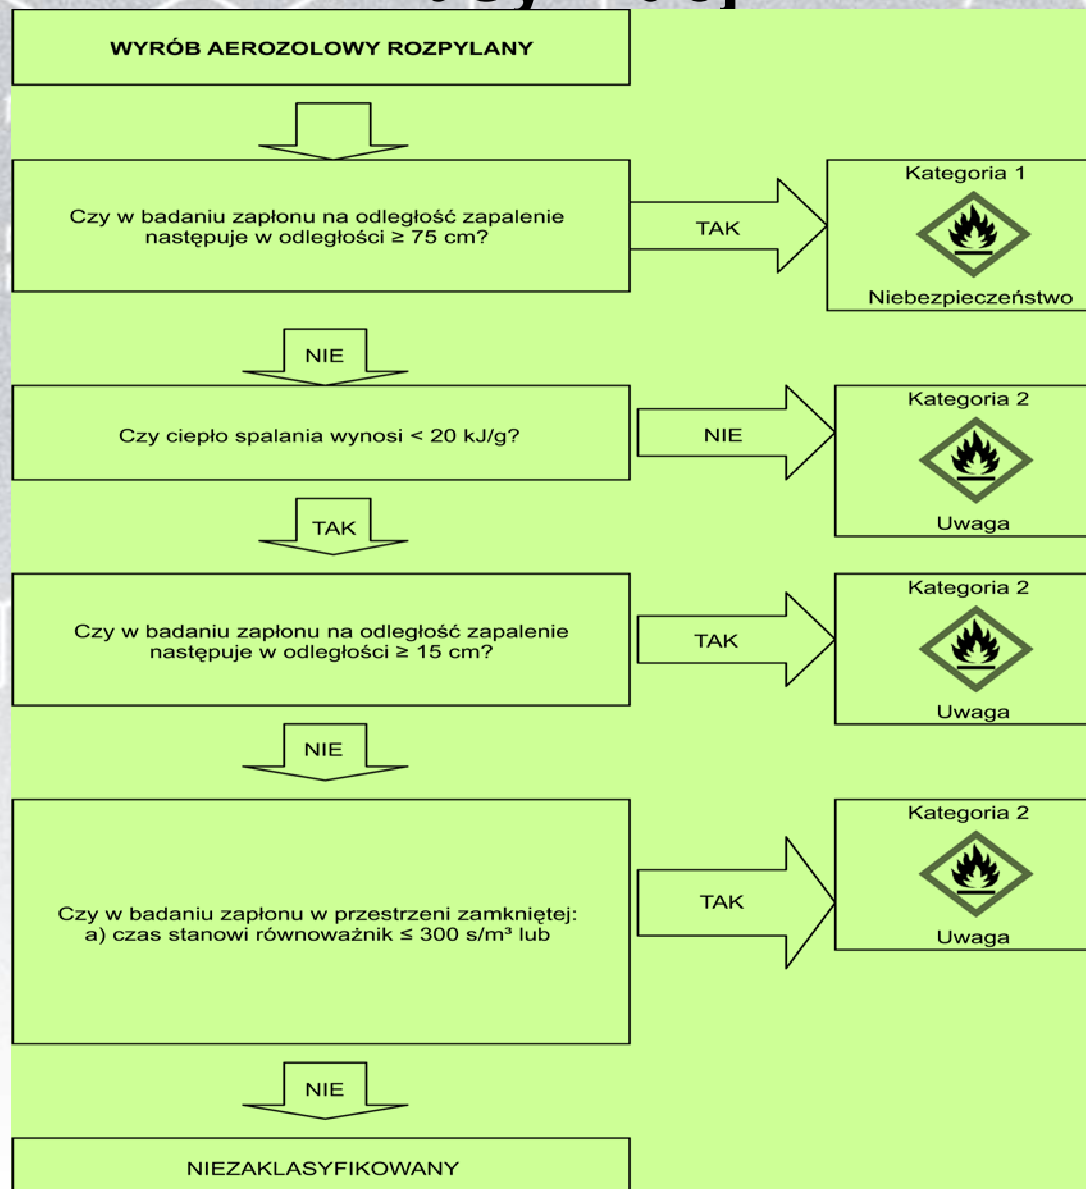 WYRÓB AEROZOLOWY ROZPYLANY
Czy w badaniu zapłonu na odległość zapalenie
następuje w odległości ≥ 75 cm?
TAK
Kategoria 1
Niebezpieczeństwo
NIE
Czy ciepło spalania wynosi < 20 kJ/g?
NIE
Kategoria 2
Uwaga
TAK
Czy w badaniu zapłonu na odległość zapalenie
następuje w odległości ≥ 15 cm?
TAK
Kategoria 2
Uwaga
NIE
Czy w badaniu zapłonu w przestrzeni zamkniętej:
a) czas stanowi równoważnik ≤ 300 s/m³ lub
TAK
Kategoria 2
Uwaga
NIE
NIEZAKLASYFIKOWANY